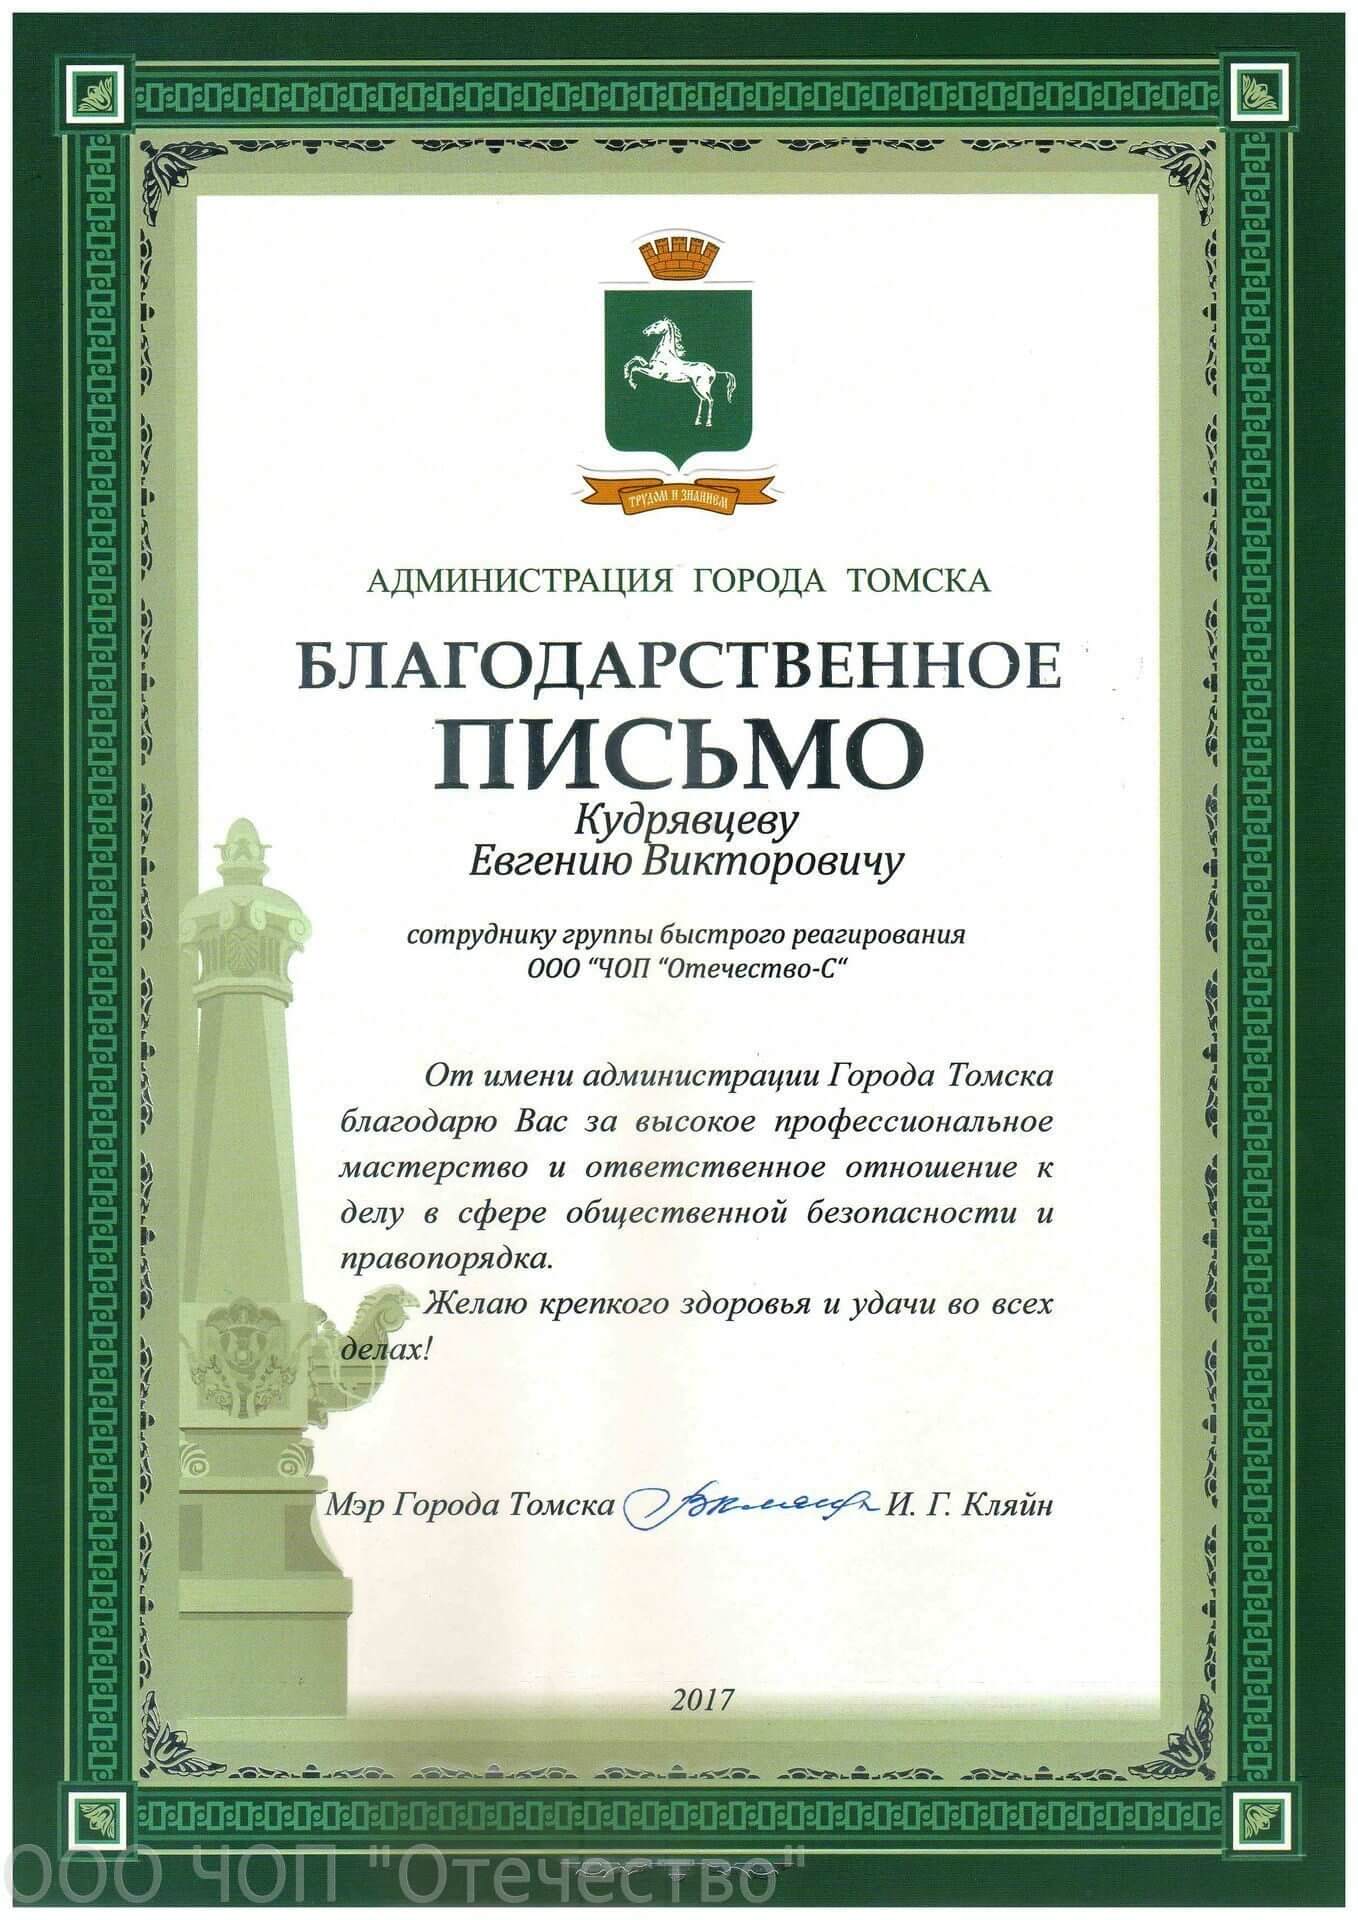 ТРУДОМ И ЗНАНИЕМ
АДМИНИСТРАЦИЯ ГОРОДА ТОМСКА
БЛАГОДАРСТВЕННОЕ
ПИСЬМО
Кудрявцеву
Евгению Викторовичу
сотруднику группы быстрого реагирования
ООО “ЧОП “Отечество-С“
От имени администрации Города Томска
благодарю Вас за высокое профессиональное
мастерство и ответственное отношение к
делу в сфере общественной безопасности и
правопорядка.
Желаю крепкого здоровья и удачи во всех
делах!
Мэр Города Томска И. Г. Кляйн
2017
ООО ЧОП "Отечество"